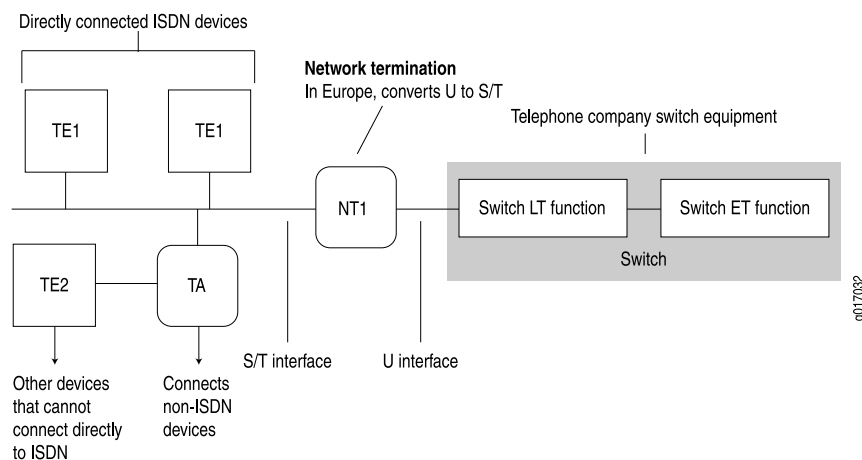 Directly connected ISDN devices
Network termination
In Europe, converts U to S/T
Telephone company switch equipment
TE1
TE1
NT1
Switch LT function
Switch ET function
Switch
TE2
TA
S/T interface
U interface
Other devices
that cannot
connect directly
to ISDN
Connects
non-ISDN
devices
g017032